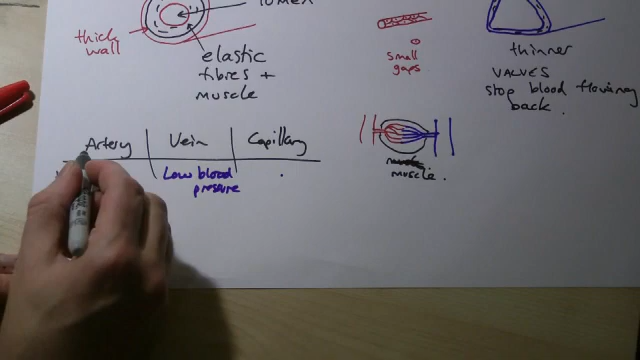 lumen
thick
wall
elastic
fibres +
muscle
small
gaps
thinner
VALVES
stop blood flowing
back.
Artery
Vein
Capillary
Low blood
pressure
muscle.